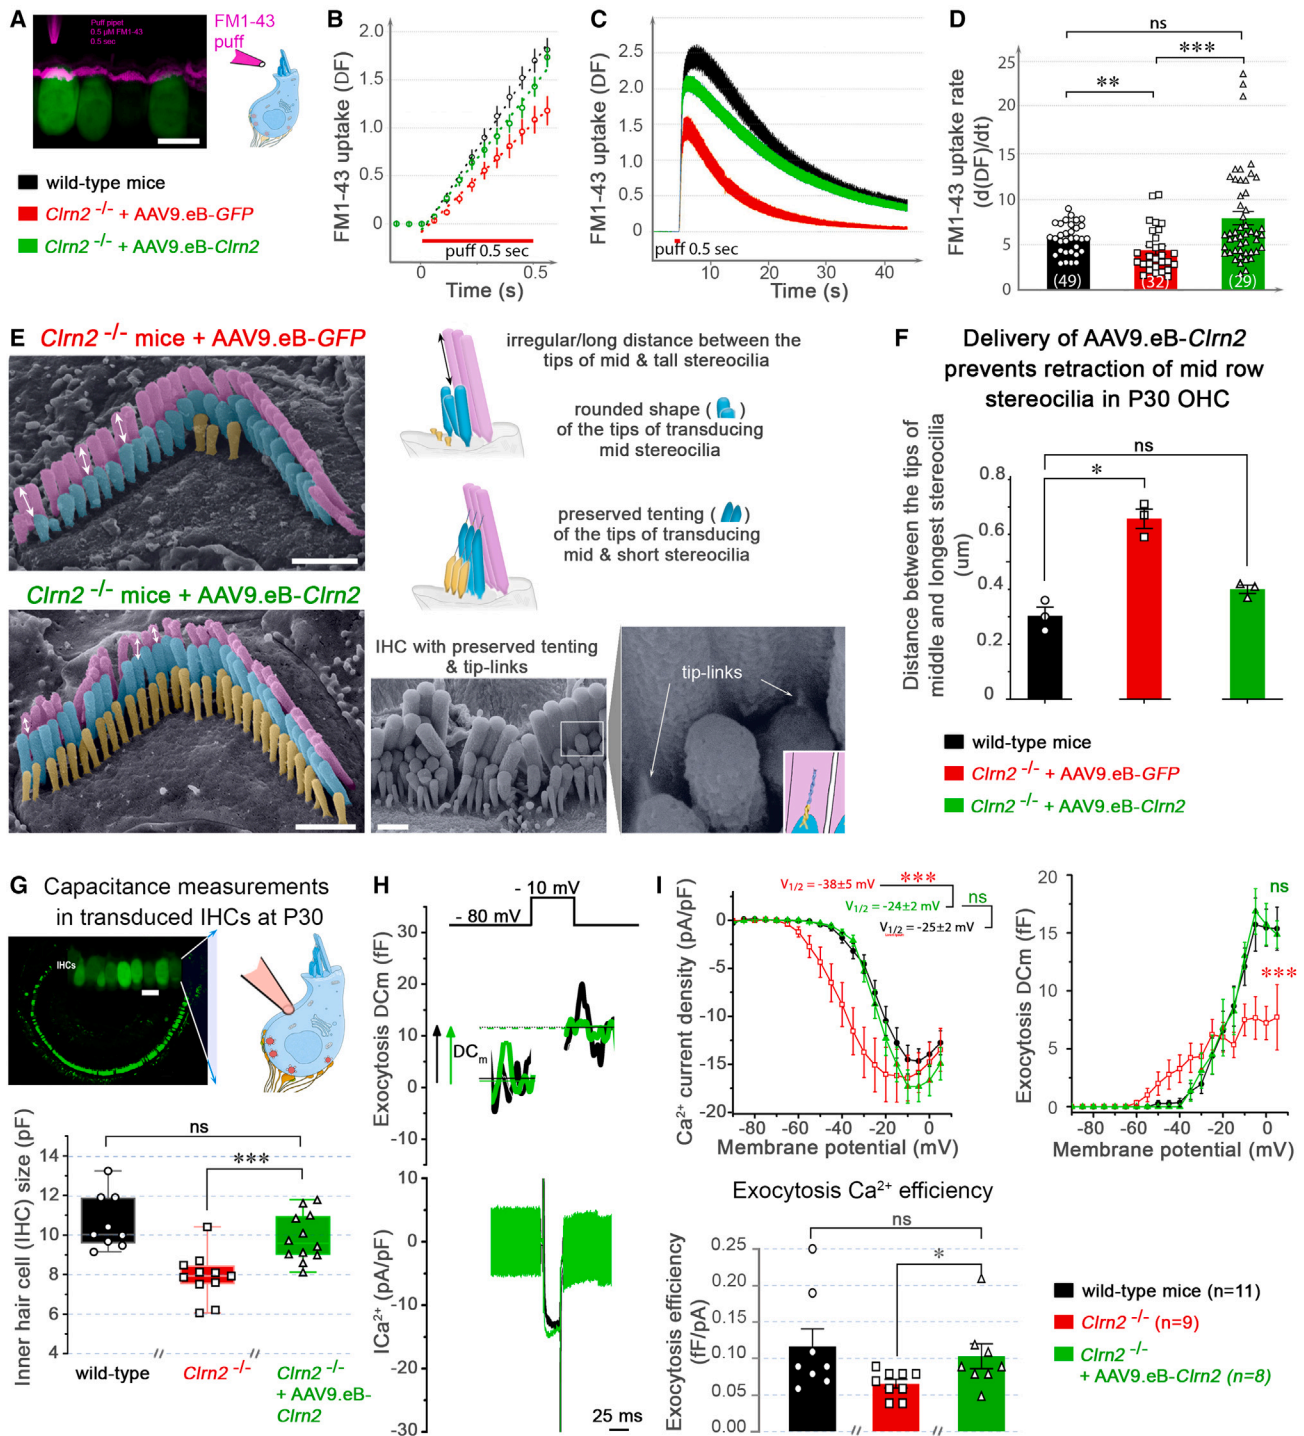 A
Puff pipet
0.5 µM FM1-43
0.5 sec
FM1-43
puff
wild-type mice
Clrn2 -/- + AAV9.eB-GFP
Clrn2 -/- + AAV9.eB-Clrn2
B
FM1-43 uptake (DF)
2.0
1.5
1.0
0.5
0
puff 0.5 sec
0
0.5
Time (s)
C
FM1-43 uptake (DF)
2.5
2.0
1.5
1.0
0.5
0
puff 0.5 sec
10
20
30
40
Time (s)
D
ns
***
**
FM1-43 uptake rate
(d(DF)/dt)
25
20
15
10
5
0
(49)
(32)
(29)
E
Clrn2 -/- mice + AAV9.eB-GFP
irregular/long distance between the
tips of mid & tall stereocilia
rounded shape ( )
of the tips of transducing
mid stereocilia
preserved tenting ( )
of the tips of transducing
mid & short stereocilia
Clrn2 -/- mice + AAV9.eB-Clrn2
IHC with preserved tenting
& tip-links
tip-links
F
Delivery of AAV9.eB-Clrn2
prevents retraction of mid row
stereocilia in P30 OHC
ns
*
Distance between the tips of
middle and longest stereocilia
(um)
0.8
0.6
0.4
0.2
0
wild-type mice
Clrn2 -/- + AAV9.eB-GFP
Clrn2 -/- + AAV9.eB-Clrn2
G
Capacitance measurements
in transduced IHCs at P30
IHCs
Inner hair cell (IHC) size (pF)
ns
***
14
12
10
8
6
4
wild-type
Clrn2 -/-
Clrn2 -/-
+ AAV9.eB-
Clrn2
H
- 10 mV
- 80 mV
Exocytosis DCm (fF)
30
20
10
0
-10
DCm
ICa2+ (pA/pF)
10
0
-10
-20
-30
25 ms
I
V1/2 = -38±5 mV
***
V1/2 = -24±2 mV
ns
V1/2 = -25±2 mV
Ca2+ current density (pA/pF)
0
-5
-10
-15
-20
-80
-60
-40
-20
0
Membrane potential (mV)
Exocytosis DCm (fF)
20
15
10
5
0
ns
***
-80
-60
-40
-20
0
Membrane potential (mV)
Exocytosis Ca2+ efficiency
ns
*
Exocytosis efficiency
(fF/pA)
0.25
0.20
0.15
0.10
0.05
0.00
wild-type mice (n=11)
Clrn2 -/- (n=9)
Clrn2 -/-
+ AAV9.eB-Clrn2 (n=8)